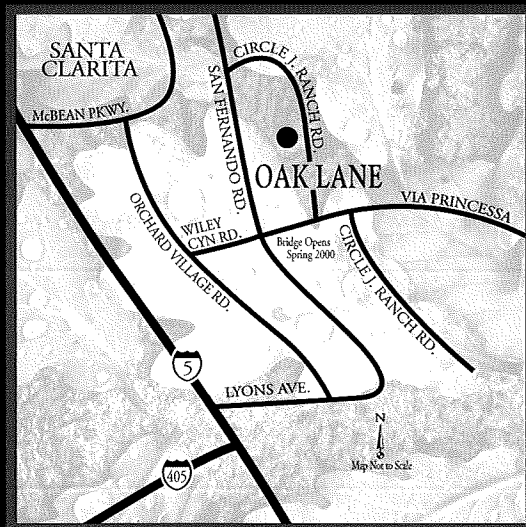 SANTA
CLARITA
McBEAN PKWY.
SAN FERNANDO RD.
CIRCLE J. RANCH RD.
OAK LANE
ORCHARD VILLAGE RD.
WILEY
CYN RD.
VIA PRINCESSA
Bridge Opens
Spring 2000
CIRCLE J. RANCH RD.
5
LYONS AVE.
405
N
Map Not to Scale